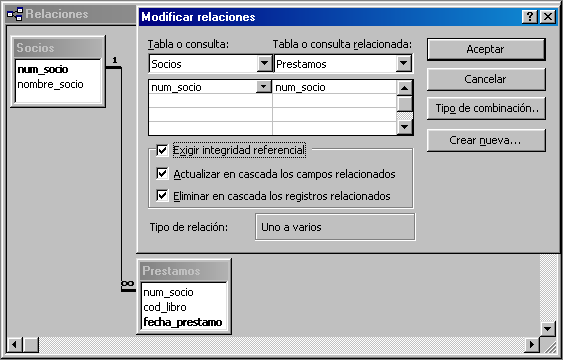 Relaciones
Socios
num_socio
nombre_socio
1
∞
Prestamos
num_socio
cod_libro
fecha_prestamo
Modificar relaciones
Tabla o consulta:
Tabla o consulta relacionada:
Socios
Prestamos
num_socio
num_socio
Exigir integridad referencial
Actualizar en cascada los campos relacionados
Eliminar en cascada los registros relacionados
Tipo de relación:
Uno a varios
Aceptar
Cancelar
Tipo de combinación..
Crear nueva...